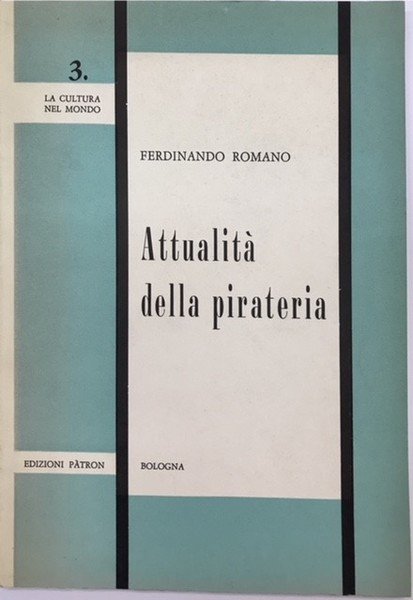 3.
LA CULTURA
NEL MONDO
FERDINANDO ROMANO
Attualità
della pirateria
EDIZIONI PÀTRON
BOLOGNA